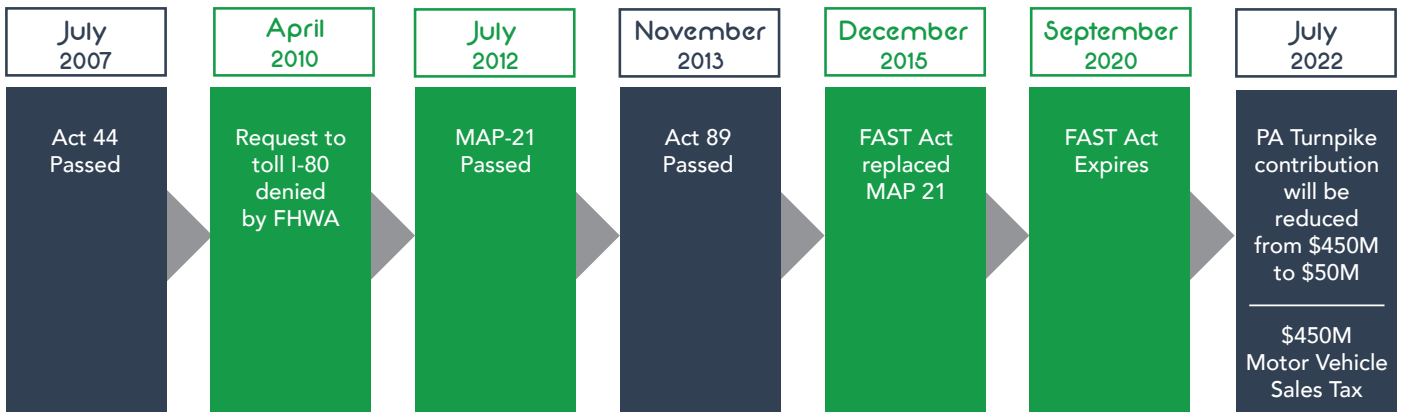 July
2007
Act 44
Passed
April
2010
Request to
toll I-80
denied
by FHWA
July
2012
MAP-21
Passed
November
2013
Act 89
Passed
December
2015
FAST Act
replaced
MAP 21
September
2020
FAST Act
Expires
July
2022
PA Turnpike
contribution
will be
reduced
from $450M
to $50M
$450M
Motor Vehicle
Sales Tax